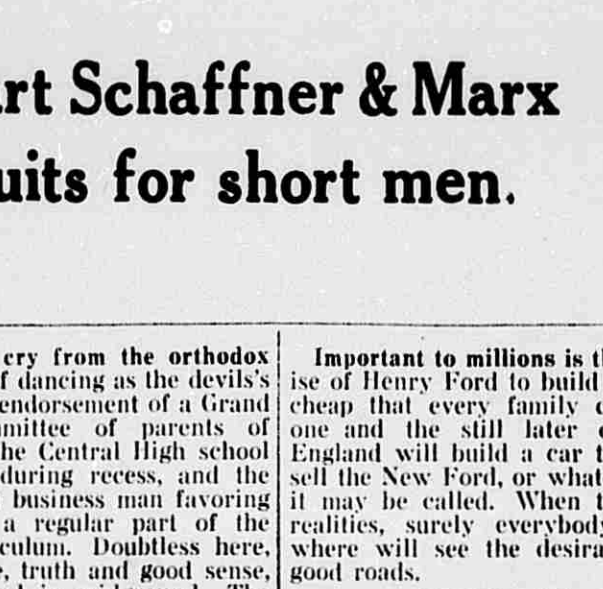 rt Schaffner & Marx
uits for short men.
cry from the orthodox
f dancing as the devils's
endorsement of a Grand
mittee of parents of
he Central High school
during recess, and the
business man favoring
a regular part of the
culum. Doubtless here,
, truth and good sense,
Important to millions is t
ise of Henry Ford to build
cheap that every family c
one and the still later
England will build a car t
sell the New Ford, or what
it may be called. When t
realities, surely everybody
where will see the desira
good roads.